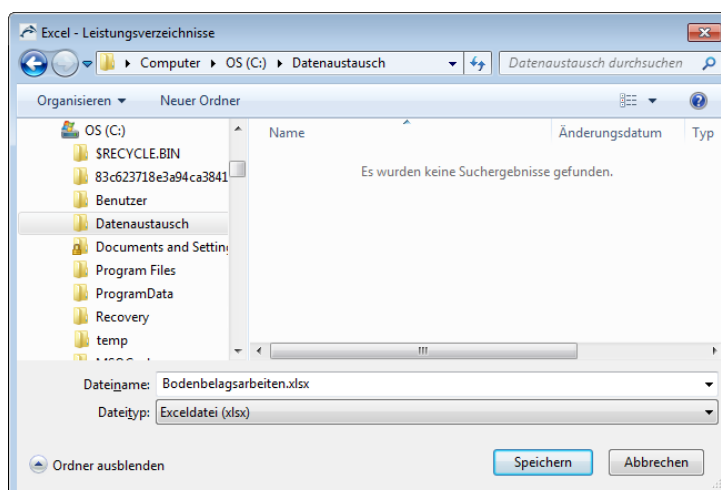 Excel - Leistungsverzeichnisse
Computer OS (C:) Datenaustausch Datenaustausch durchsuchen
Organisieren Neuer Ordner
OS (C:) Name Änderungsdatum Typ
$RECYCLE.BIN
83c623718e3a94ca3841 Es wurden keine Suchergebnisse gefunden.
Benutzer
Datenaustausch
Documents and Setting
Program Files
ProgramData
Recovery
temp
Dateiname: Bodenbelagsarbeiten.xlsx
Dateityp: Exceldatei (xlsx)
Ordner ausblenden Speichern Abbrechen